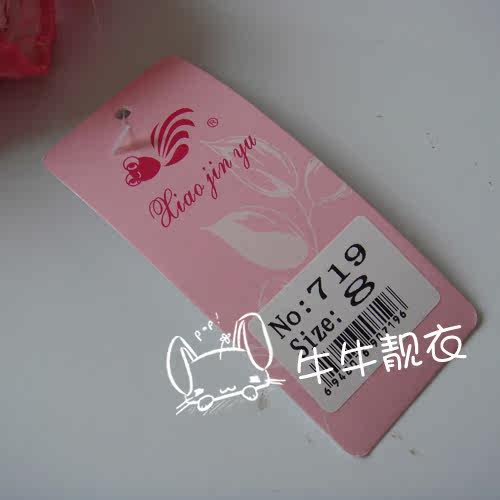 ®
Xiao jin yu
No:719
Size:8
p·p!
牛牛靓衣